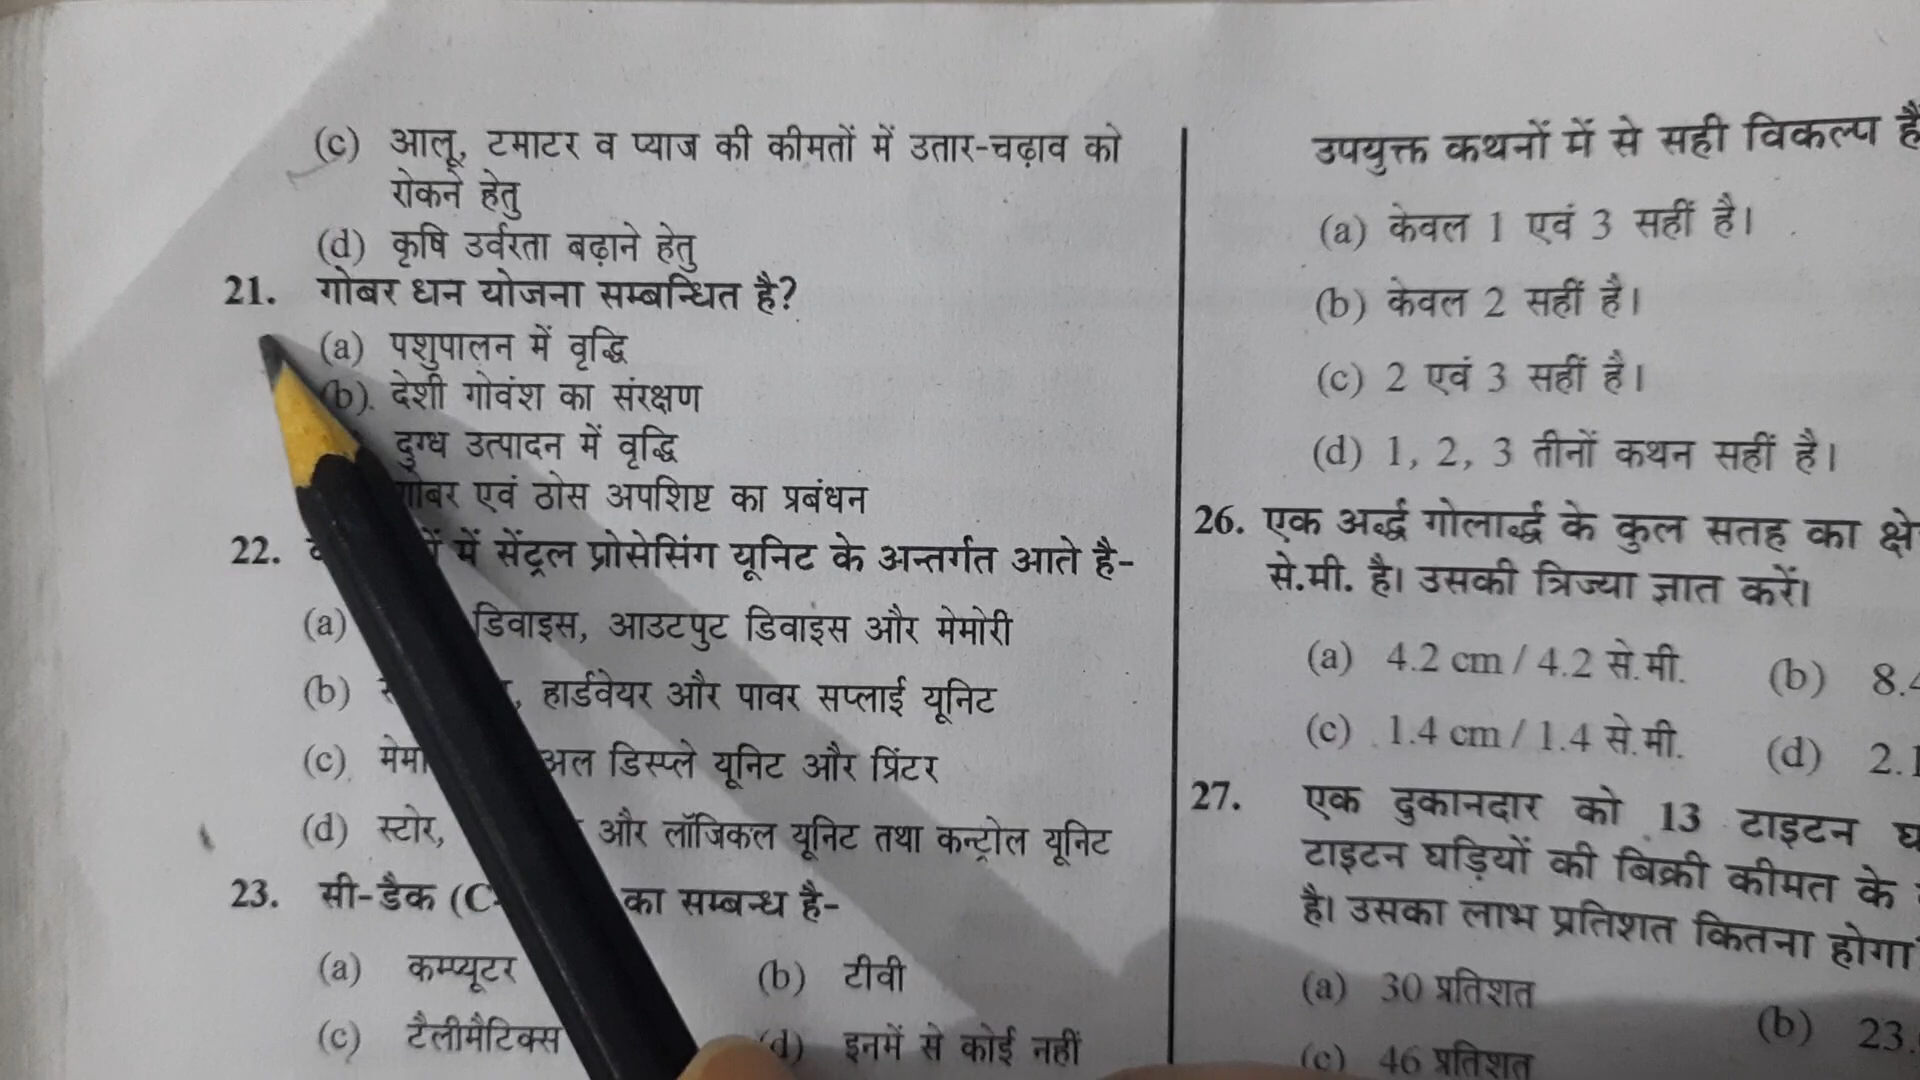 (c) आलू, टमाटर व प्याज की कीमतों में उतार-चढ़ाव को
रोकने हेतु
(d) कृषि उर्वरता बढ़ाने हेतु
21. गोबर धन योजना सम्बन्धित है?
(a) पशुपालन में वृद्धि
(b). देशी गोवंश का संरक्षण
दुग्ध उत्पादन में वृद्धि
गोबर एवं ठोस अपशिष्ट का प्रबंधन
22. में सेंट्रल प्रोसेसिंग यूनिट के अन्तर्गत आते है-
(a) डिवाइस, आउटपुट डिवाइस और मेमोरी
(b) हार्डवेयर और पावर सप्लाई यूनिट
(c) डिस्प्ले यूनिट और प्रिंटर
(d) स्टोर, और लॉजिकल यूनिट तथा कन्ट्रोल यूनिट
23. सी-डैक का सम्बन्ध है-
(a) कम्प्यूटर (b) टीवी
(c) टैलीमैटिक्स (d) इनमें से कोई नहीं
उपयुक्त कथनों में से सही विकल्प है
(a) केवल 1 एवं 3 सहीं है।
(b) केवल 2 सहीं है।
(c) 2 एवं 3 सहीं है।
(d) 1, 2, 3 तीनों कथन सहीं है।
26. एक अर्द्ध गोलार्द्ध के कुल सतह का
से.मी. है। उसकी त्रिज्या ज्ञात करें।
(a) 4.2 cm / 4.2 से.मी. (b)
(c) 1.4 cm / 1.4 से.मी. (d)
27. एक दुकानदार को 13 टाइटन
टाइटन घड़ियों की बिक्री कीमत के
है। उसका लाभ प्रतिशत कितना होगा
(a) 30 प्रतिशत (b)
(c) 46 प्रतिशत